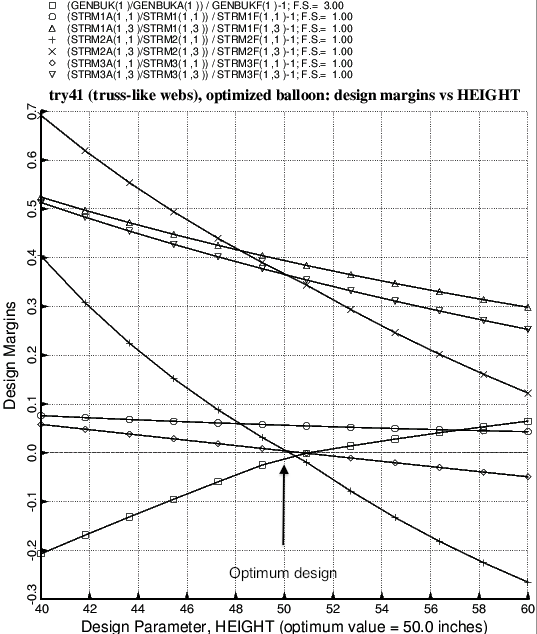 (GENBUK(1 )/GENBUKA(1 )) / GENBUKF(1 )-1; F.S.= 3.00
(STRM1A(1 ,1 )/STRM1(1 ,1 )) / STRM1F(1 ,1 )-1; F.S.= 1.00
(STRM1A(1 ,3 )/STRM1(1 ,3 )) / STRM1F(1 ,3 )-1; F.S.= 1.00
(STRM2A(1 ,1 )/STRM2(1 ,1 )) / STRM2F(1 ,1 )-1; F.S.= 1.00
(STRM2A(1 ,3 )/STRM2(1 ,3 )) / STRM2F(1 ,3 )-1; F.S.= 1.00
(STRM3A(1 ,1 )/STRM3(1 ,1 )) / STRM3F(1 ,1 )-1; F.S.= 1.00
(STRM3A(1 ,3 )/STRM3(1 ,3 )) / STRM3F(1 ,3 )-1; F.S.= 1.00
try41 (truss-like webs), optimized balloon: design margins vs HEIGHT
0.7
0.6
0.5
0.4
0.3
0.2
0.1
0.0
-0.1
-0.2
-0.3
Design Margins
Optimum design
40 42 44 46 48 50 52 54 56 58 60
Design Parameter, HEIGHT (optimum value = 50.0 inches)